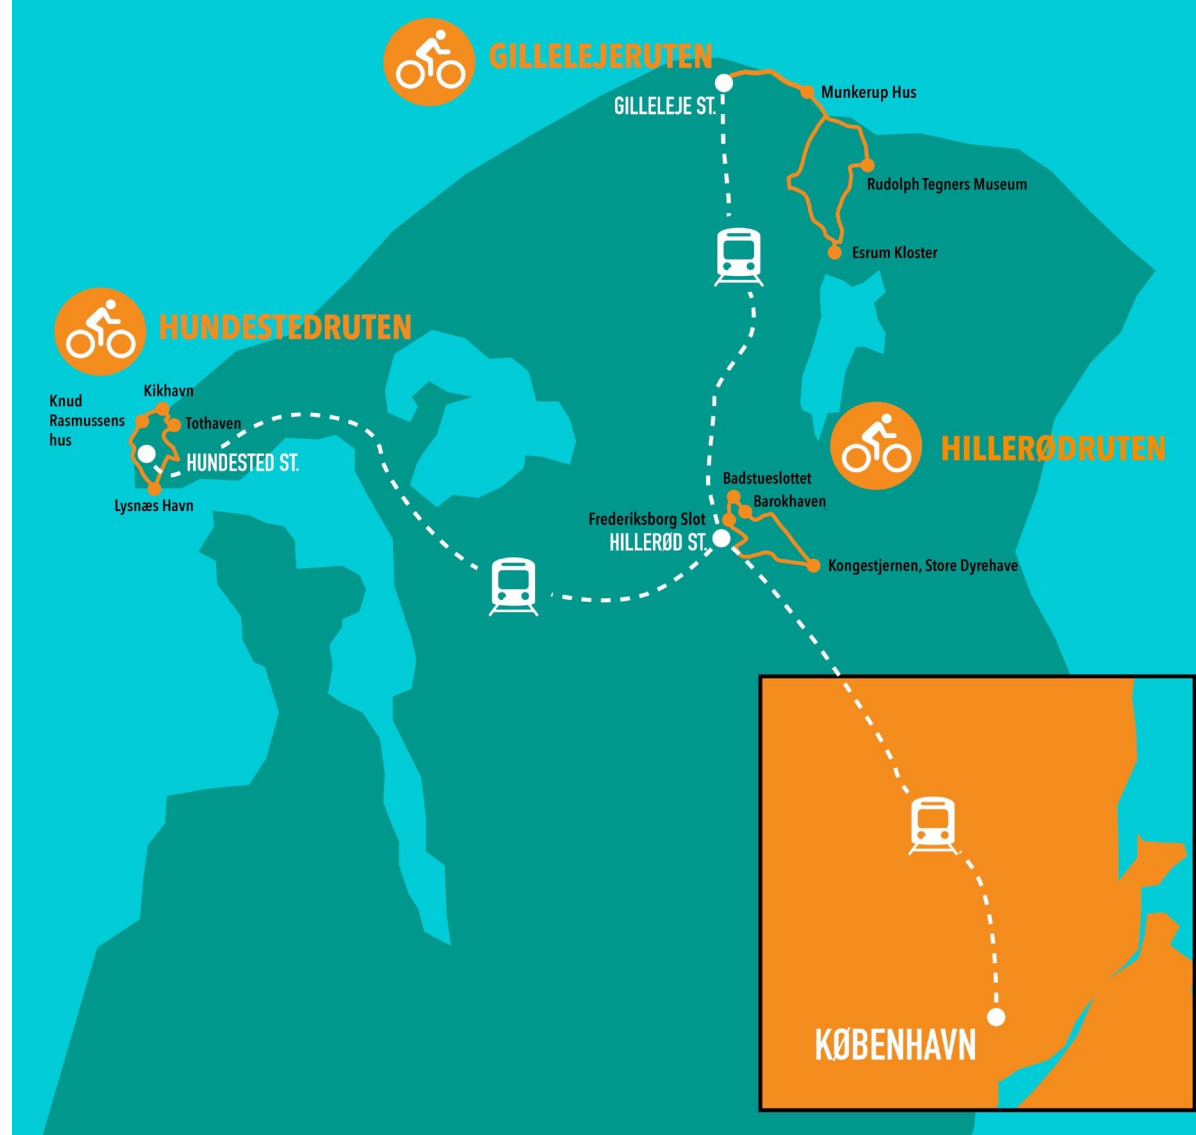 GILLELEJERUTEN
GILLELEJE ST.
Munkerup Hus
Rudolph Tegners Museum
Esrum Kloster
HUNDESTEDRUTEN
Knud
Rasmussens
hus
Kikhavn
Tothaven
HUNDESTED ST.
Lysnæs Havn
HILLERØDRUTEN
Badstueslottet
Barokhaven
Frederiksborg Slot
HILLERØD ST.
Kongestjernen, Store Dyrehave
KØBENHAVN